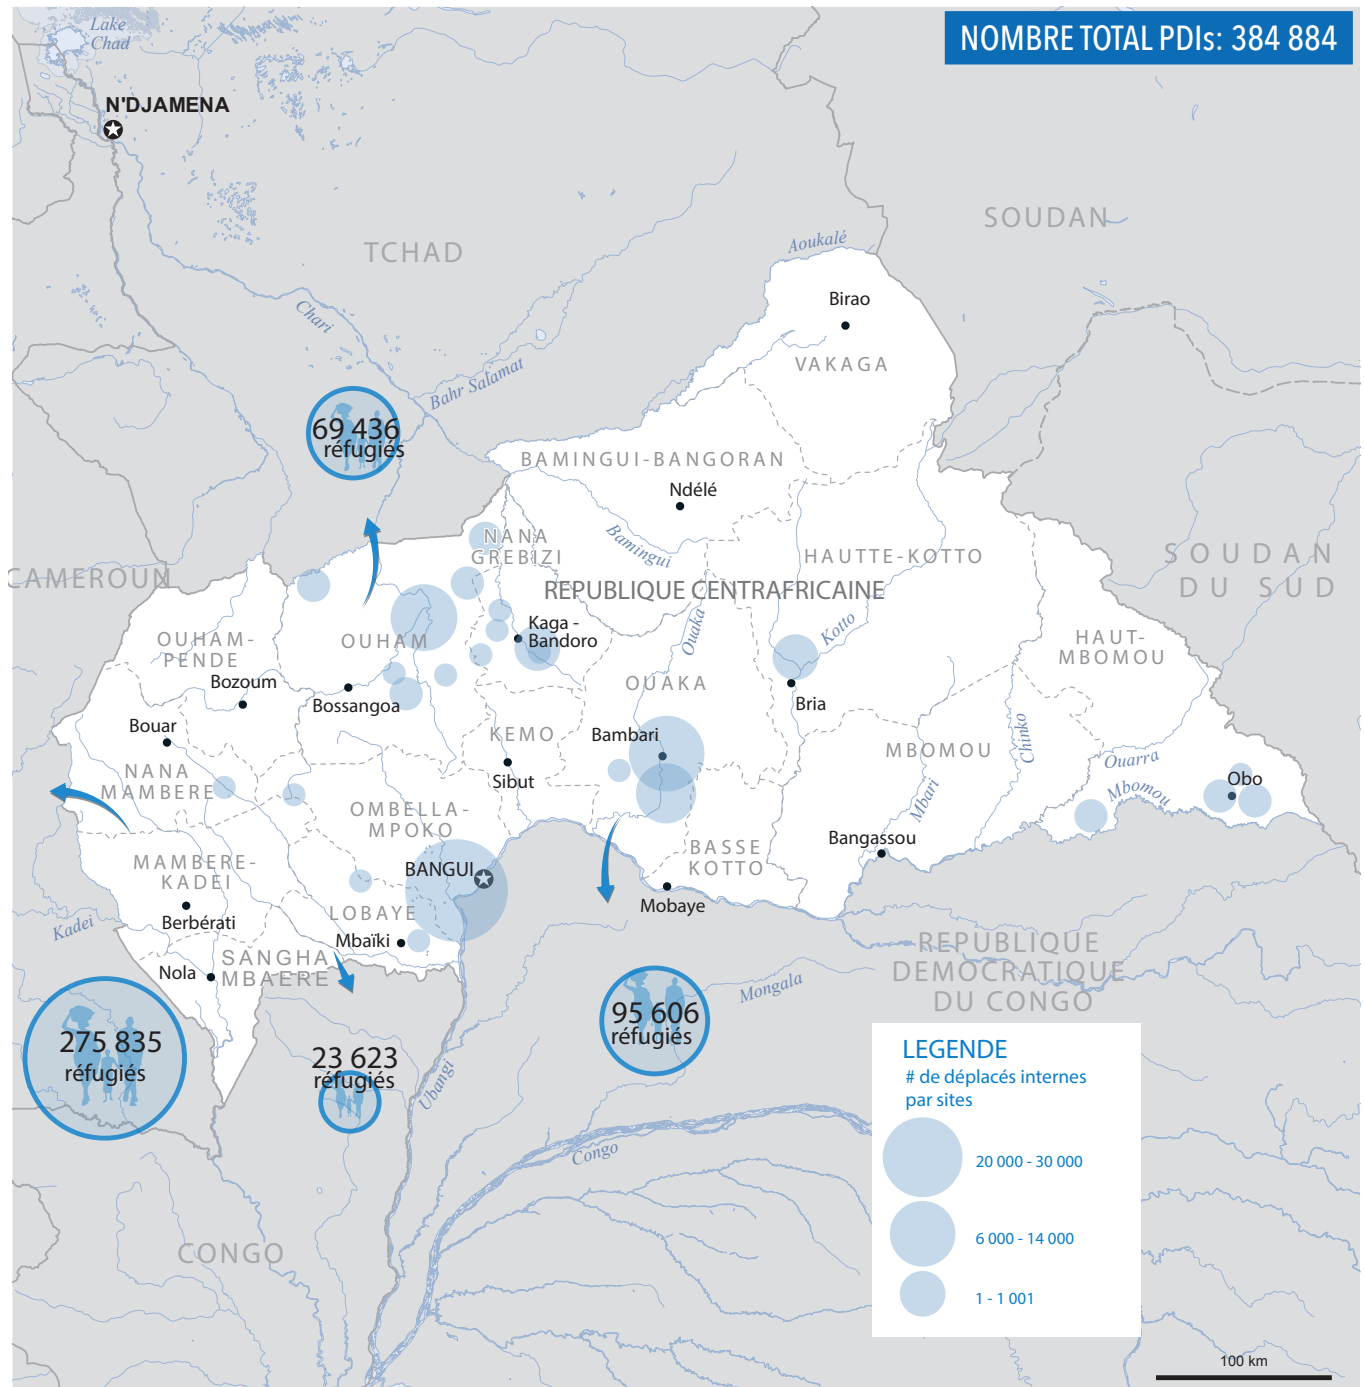 NOMBRE TOTAL PDIs: 384 884
Lake
Chad
N'DJAMENA
SOUDAN
TCHAD
Aoukalé
Birao
Chari
VAKAGA
Bahr Salamat
69 436
réfugiés
BAMINGUI-BANGORAN
Ndélé
NANA
GREBIZI
Bamingui
HAUTTE-KOTTO
SOUDAN
DU SUD
CAMEROUN
REPUBLIQUE CENTRAFRICAINE
Kaga -
Bandoro
Ouaka
Kotto
OUHAM-
PENDE
OUHAM
HAUT-
MBOMOU
Bozoum
OUAKA
Bossangoa
Bria
Bouar
KEMO
Bambari
MBOMOU
Chinko
Sibut
Ouarra
NANA
MAMBERE
Mbari
Mbomou
Obo
OMBELLA-
MPOKO
BASSE
KOTTO
Bangassou
MAMBERE-
KADEI
BANGUI
Mobaye
Berbérati
LOBAYE
Kadei
Mbaïki
REPUBLIQUE
DEMOCRATIQUE
DU CONGO
SANGHA
MBAERE
Nola
Mongala
95 606
réfugiés
275 835
réfugiés
23 623
réfugiés
Ubangi
Congo
CONGO
LEGENDE
# de déplacés internes
par sites
20 000 - 30 000
6 000 - 14 000
1 - 1 001
100 km